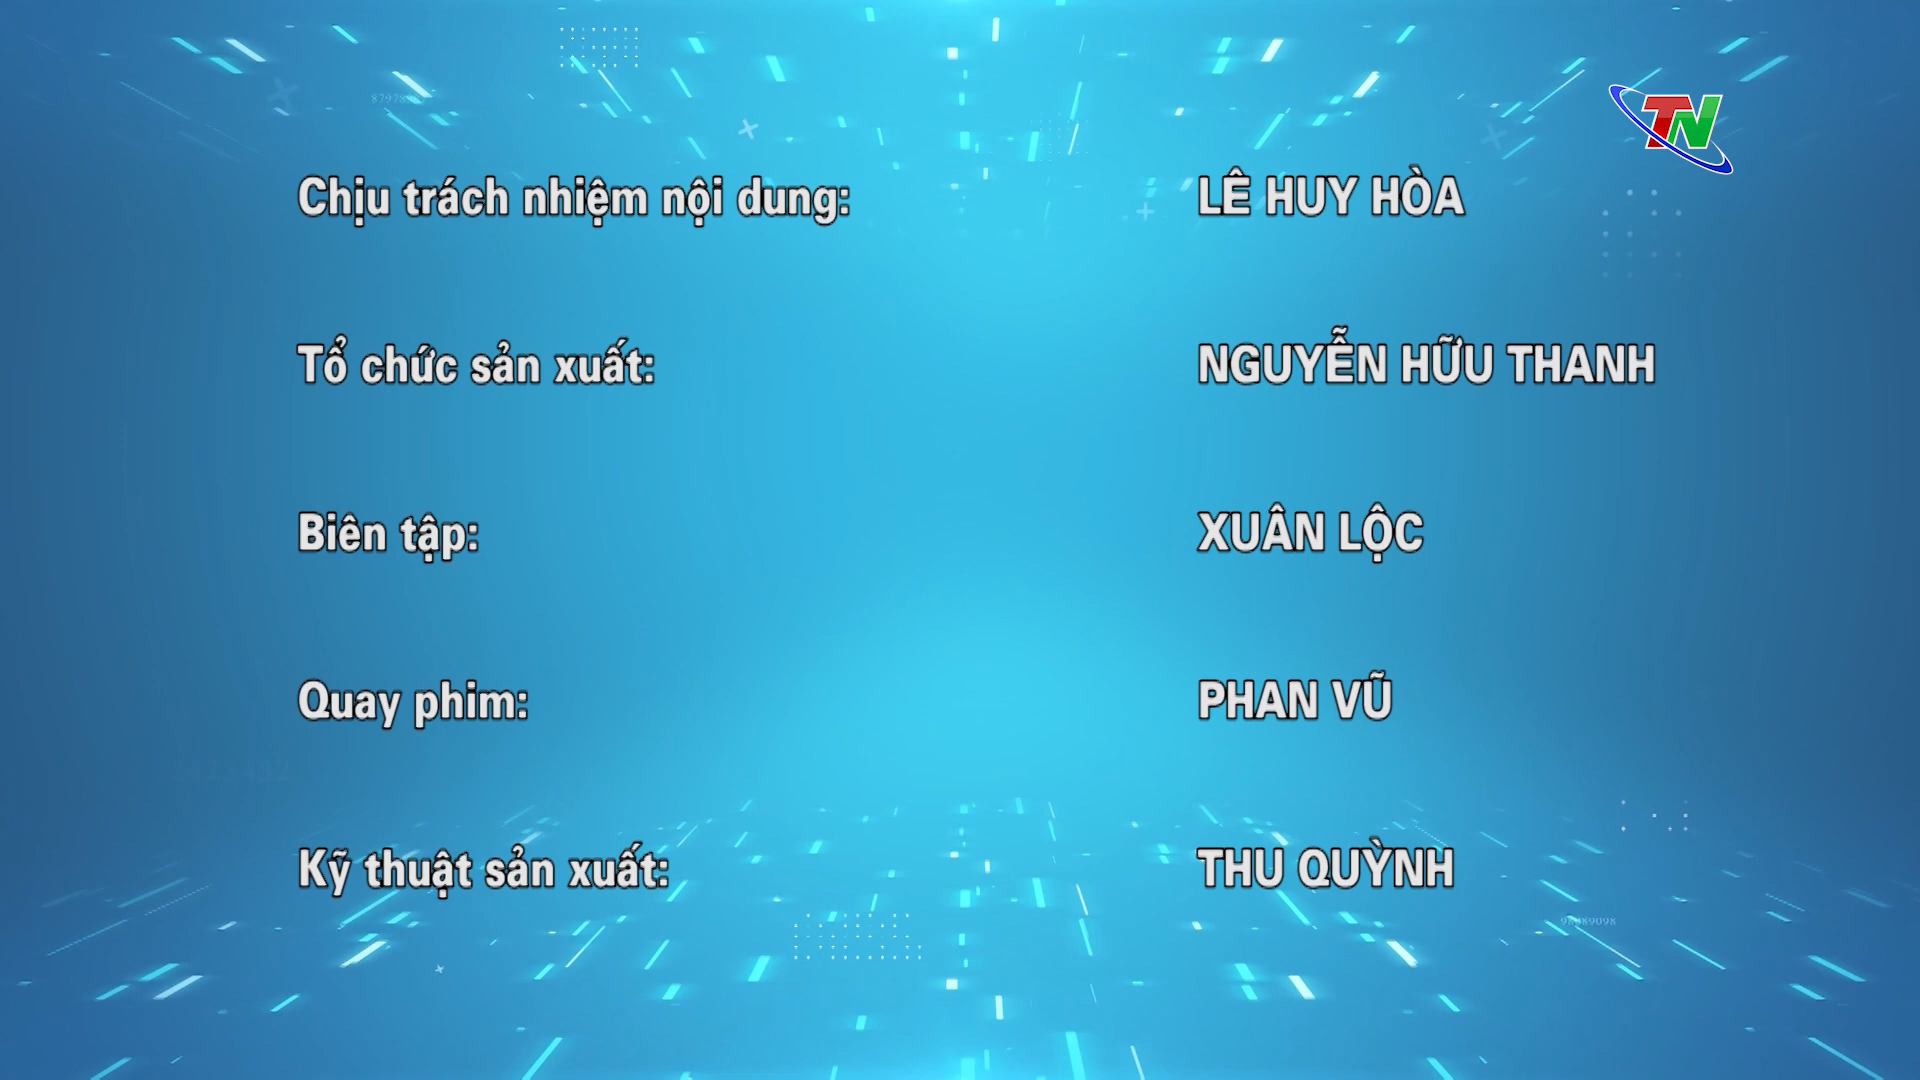 TN
Chịu trách nhiệm nội dung: LÊ HUY HÒA
Tổ chức sản xuất: NGUYỄN HỮU THANH
Biên tập: XUÂN LỘC
Quay phim: PHAN VŨ
Kỹ thuật sản xuất: THU QUỲNH